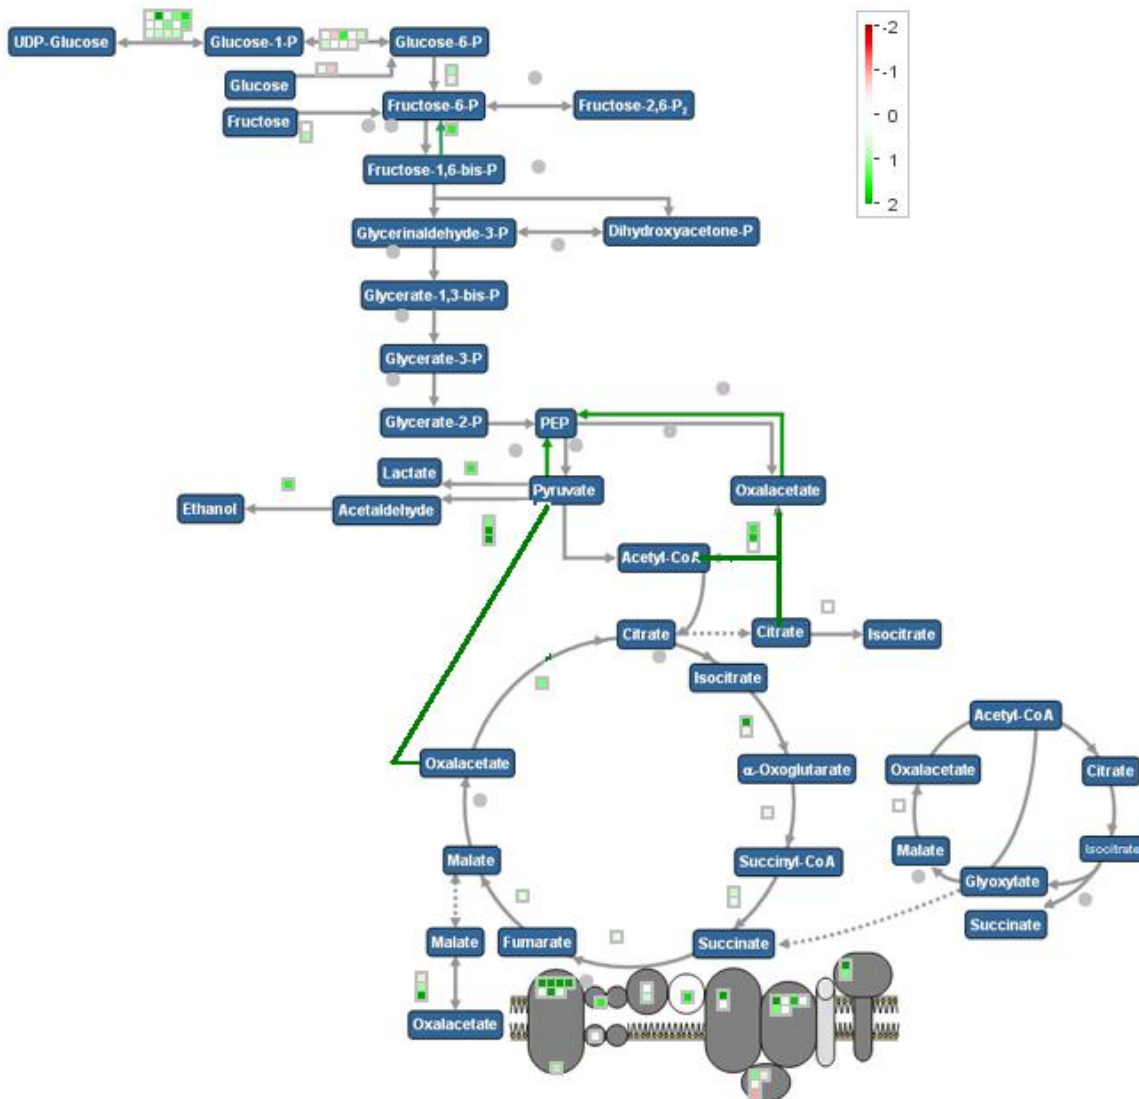 UDP-Glucose
Glucose-1-P
Glucose-6-P
-2
-1
0
1
2
Glucose
Fructose-6-P
Fructose-2,6-P₂
Fructose
Fructose-1,6-bis-P
Glycerinaldehyde-3-P
Dihydroxyacetone-P
Glycerate-1,3-bis-P
Glycerate-3-P
Glycerate-2-P
PEP
Lactate
Pyruvate
Oxalacetate
Ethanol
Acetaldehyde
Acetyl-CoA
Citrate
Citrate
Isocitrate
Isocitrate
Acetyl-CoA
Oxalacetate
α-Oxoglutarate
Oxalacetate
Citrate
Malate
Succinyl-CoA
Malate
Isocitrate
Glyoxylate
Succinate
Malate
Fumarate
Succinate
Oxalacetate